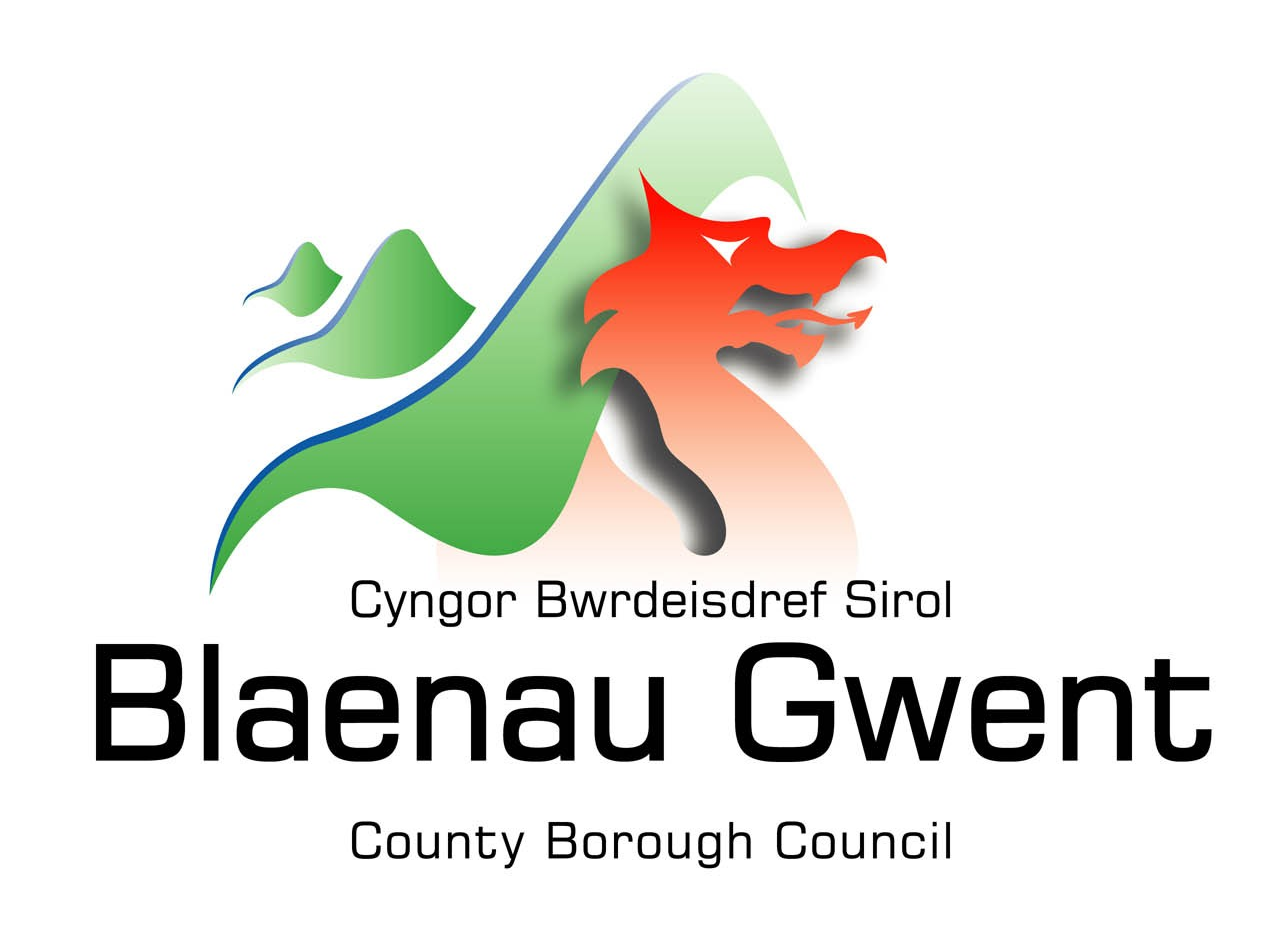 Cyngor Bwrdeisdref Sirol
Blaenau Gwent
County Borough Council